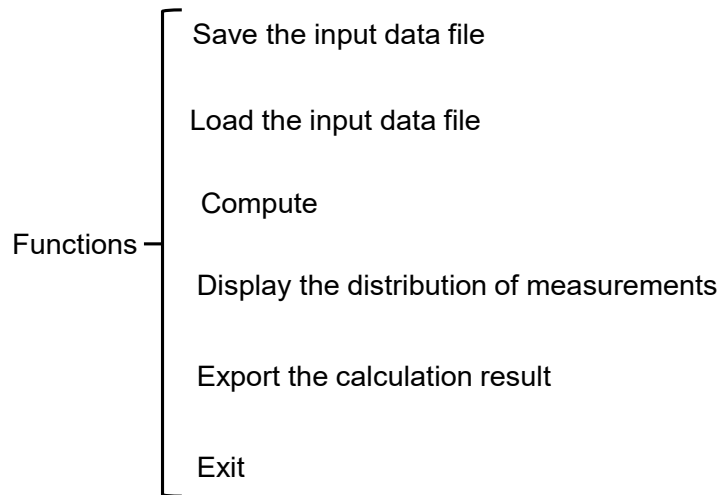 Save the input data file
Load the input data file
Compute
Functions
Display the distribution of measurements
Export the calculation result
Exit